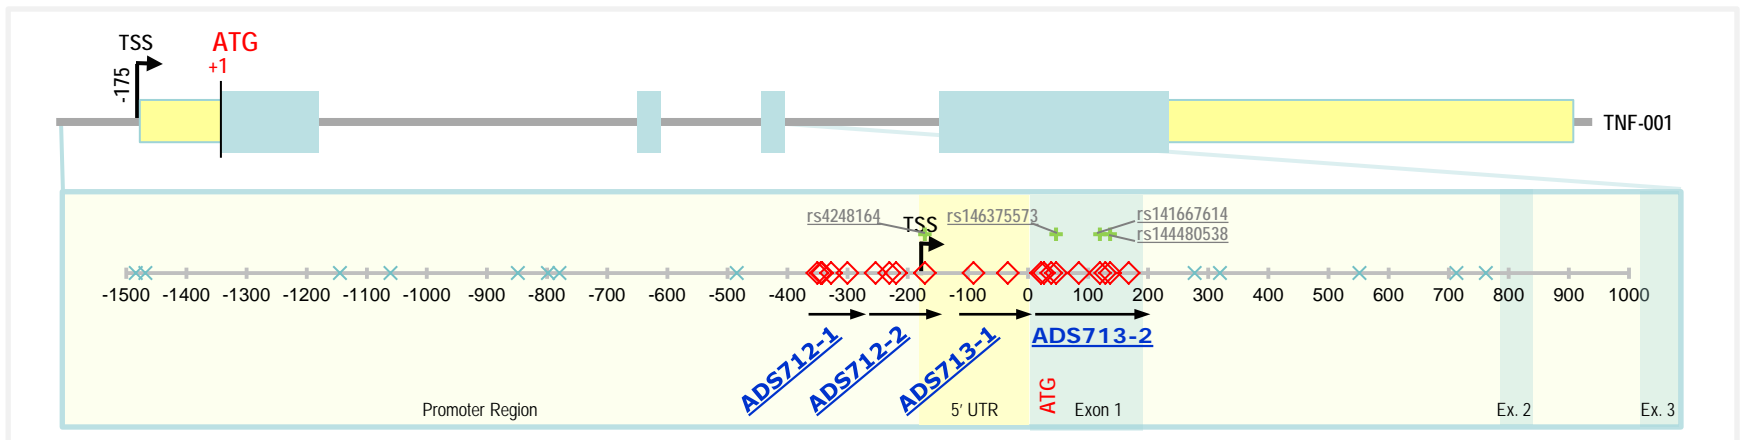 TSS
ATG
+1
-175
TNF-001
rs4248164
TSS
rs146375573
rs141667614
rs144480538
-1500 -1400 -1300 -1200 -1100 -1000 -900 -800 -700 -600 -500 -400 -300 -200 -100 0 100 200 300 400 500 600 700 800 900 1000
ADS712-1
ADS712-2
ADS713-1
ADS713-2
Promoter Region
5' UTR
ATG
Exon 1
Ex. 2
Ex. 3